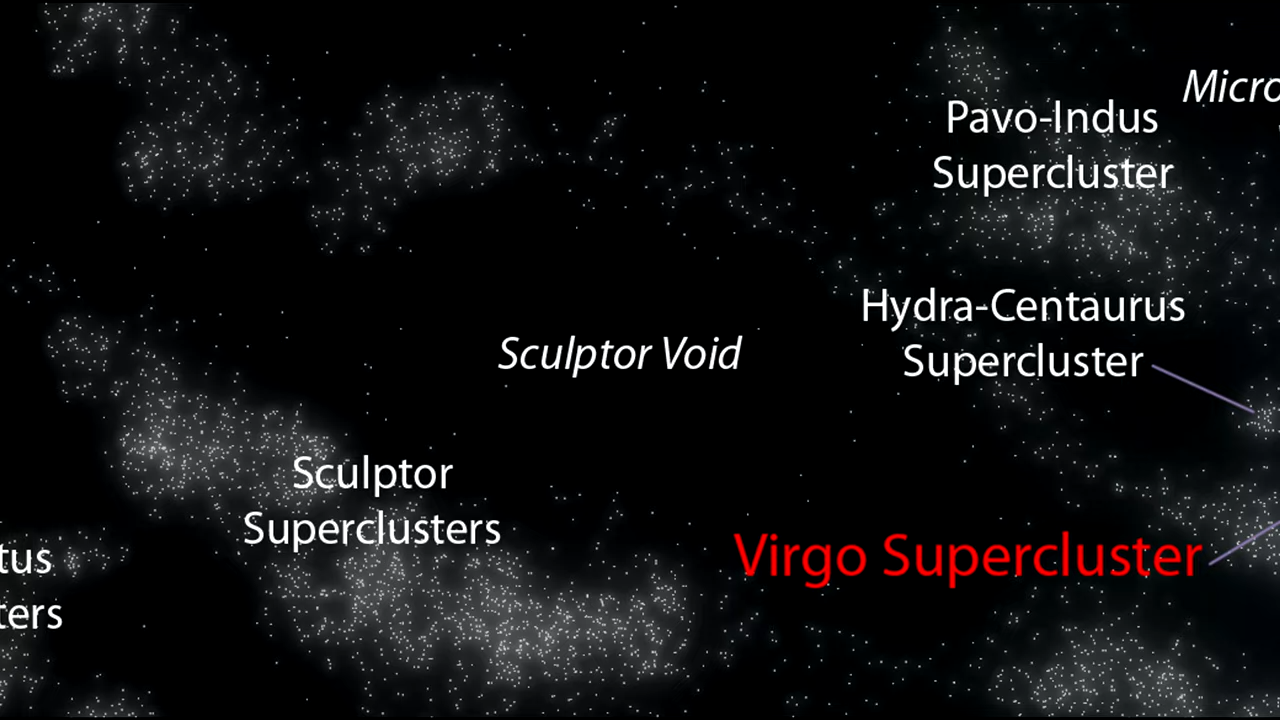 Micro
Pavo-Indus
Supercluster
Hydra-Centaurus
Supercluster
Sculptor Void
Sculptor
Superclusters
Virgo Supercluster
tus
ters